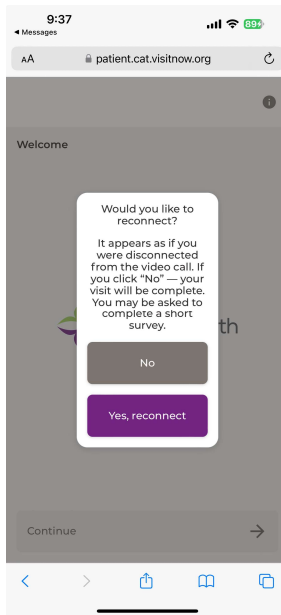 9:37
89
◀ Messages
AA
patient.cat.visitnow.org
Welcome
Would you like to
reconnect?
It appears as if you
were disconnected
from the video call. If
you click “No” — your
visit will be complete.
You may be asked to
complete a short
survey.
th
No
Yes, reconnect
Continue